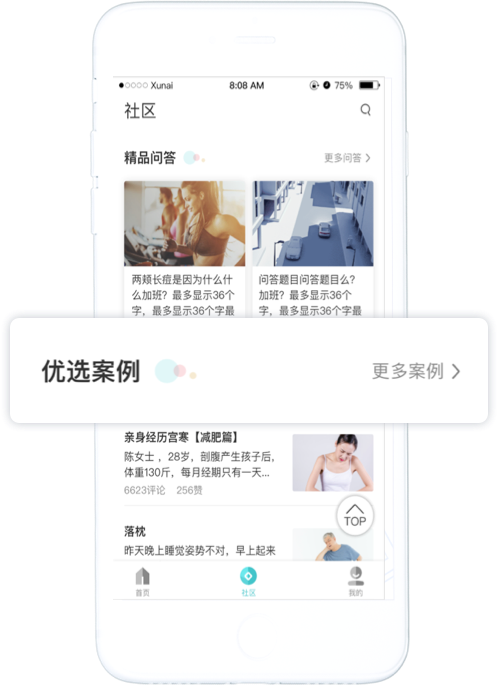 Xunai 8:08 AM 75%
社区
精品问答 更多问答
两颊长痘是因为什么什
么加班？最多显示36个
字，最多显示36个字最
问答题目问答题目么？
加班？最多显示36个
字，最多显示36个字最
优选案例 更多案例
亲身经历宫寒【减肥篇】
陈女士，28岁，剖腹产生孩子后，
体重130斤，每月经期只有一天...
6623评论 256赞
TOP
落枕
昨天晚上睡觉姿势不对，早上起来
首页 社区 我的